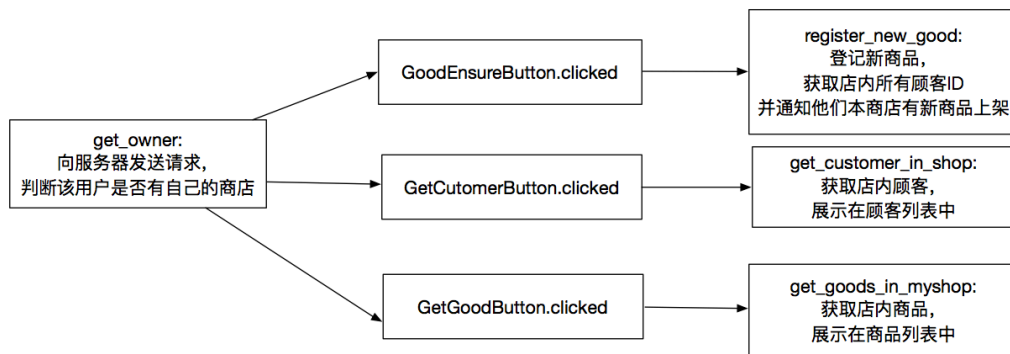 get_owner:
向服务器发送请求，
判断该用户是否有自己的商店
GoodEnsureButton.clicked
register_new_good:
登记新商品，
获取店内所有顾客ID
并通知他们本商店有新商品上架
GetCutomerButton.clicked
get_customer_in_shop:
获取店内顾客，
展示在顾客列表中
GetGoodButton.clicked
get_goods_in_myshop:
获取店内商品，
展示在商品列表中